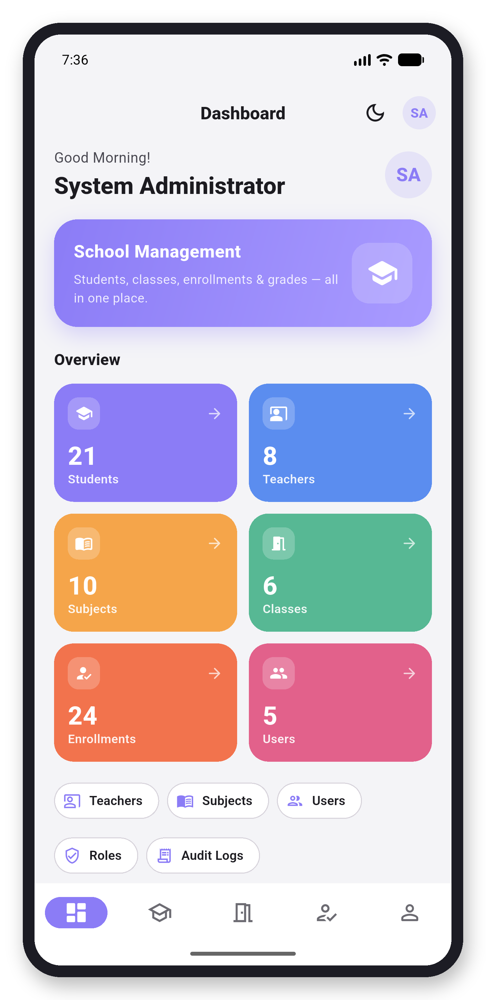 7:36
Dashboard
SA
Good Morning!
System Administrator
SA
School Management
Students, classes, enrollments & grades — all
in one place.
Overview
21
Students
8
Teachers
10
Subjects
6
Classes
24
Enrollments
5
Users
Teachers
Subjects
Users
Roles
Audit Logs